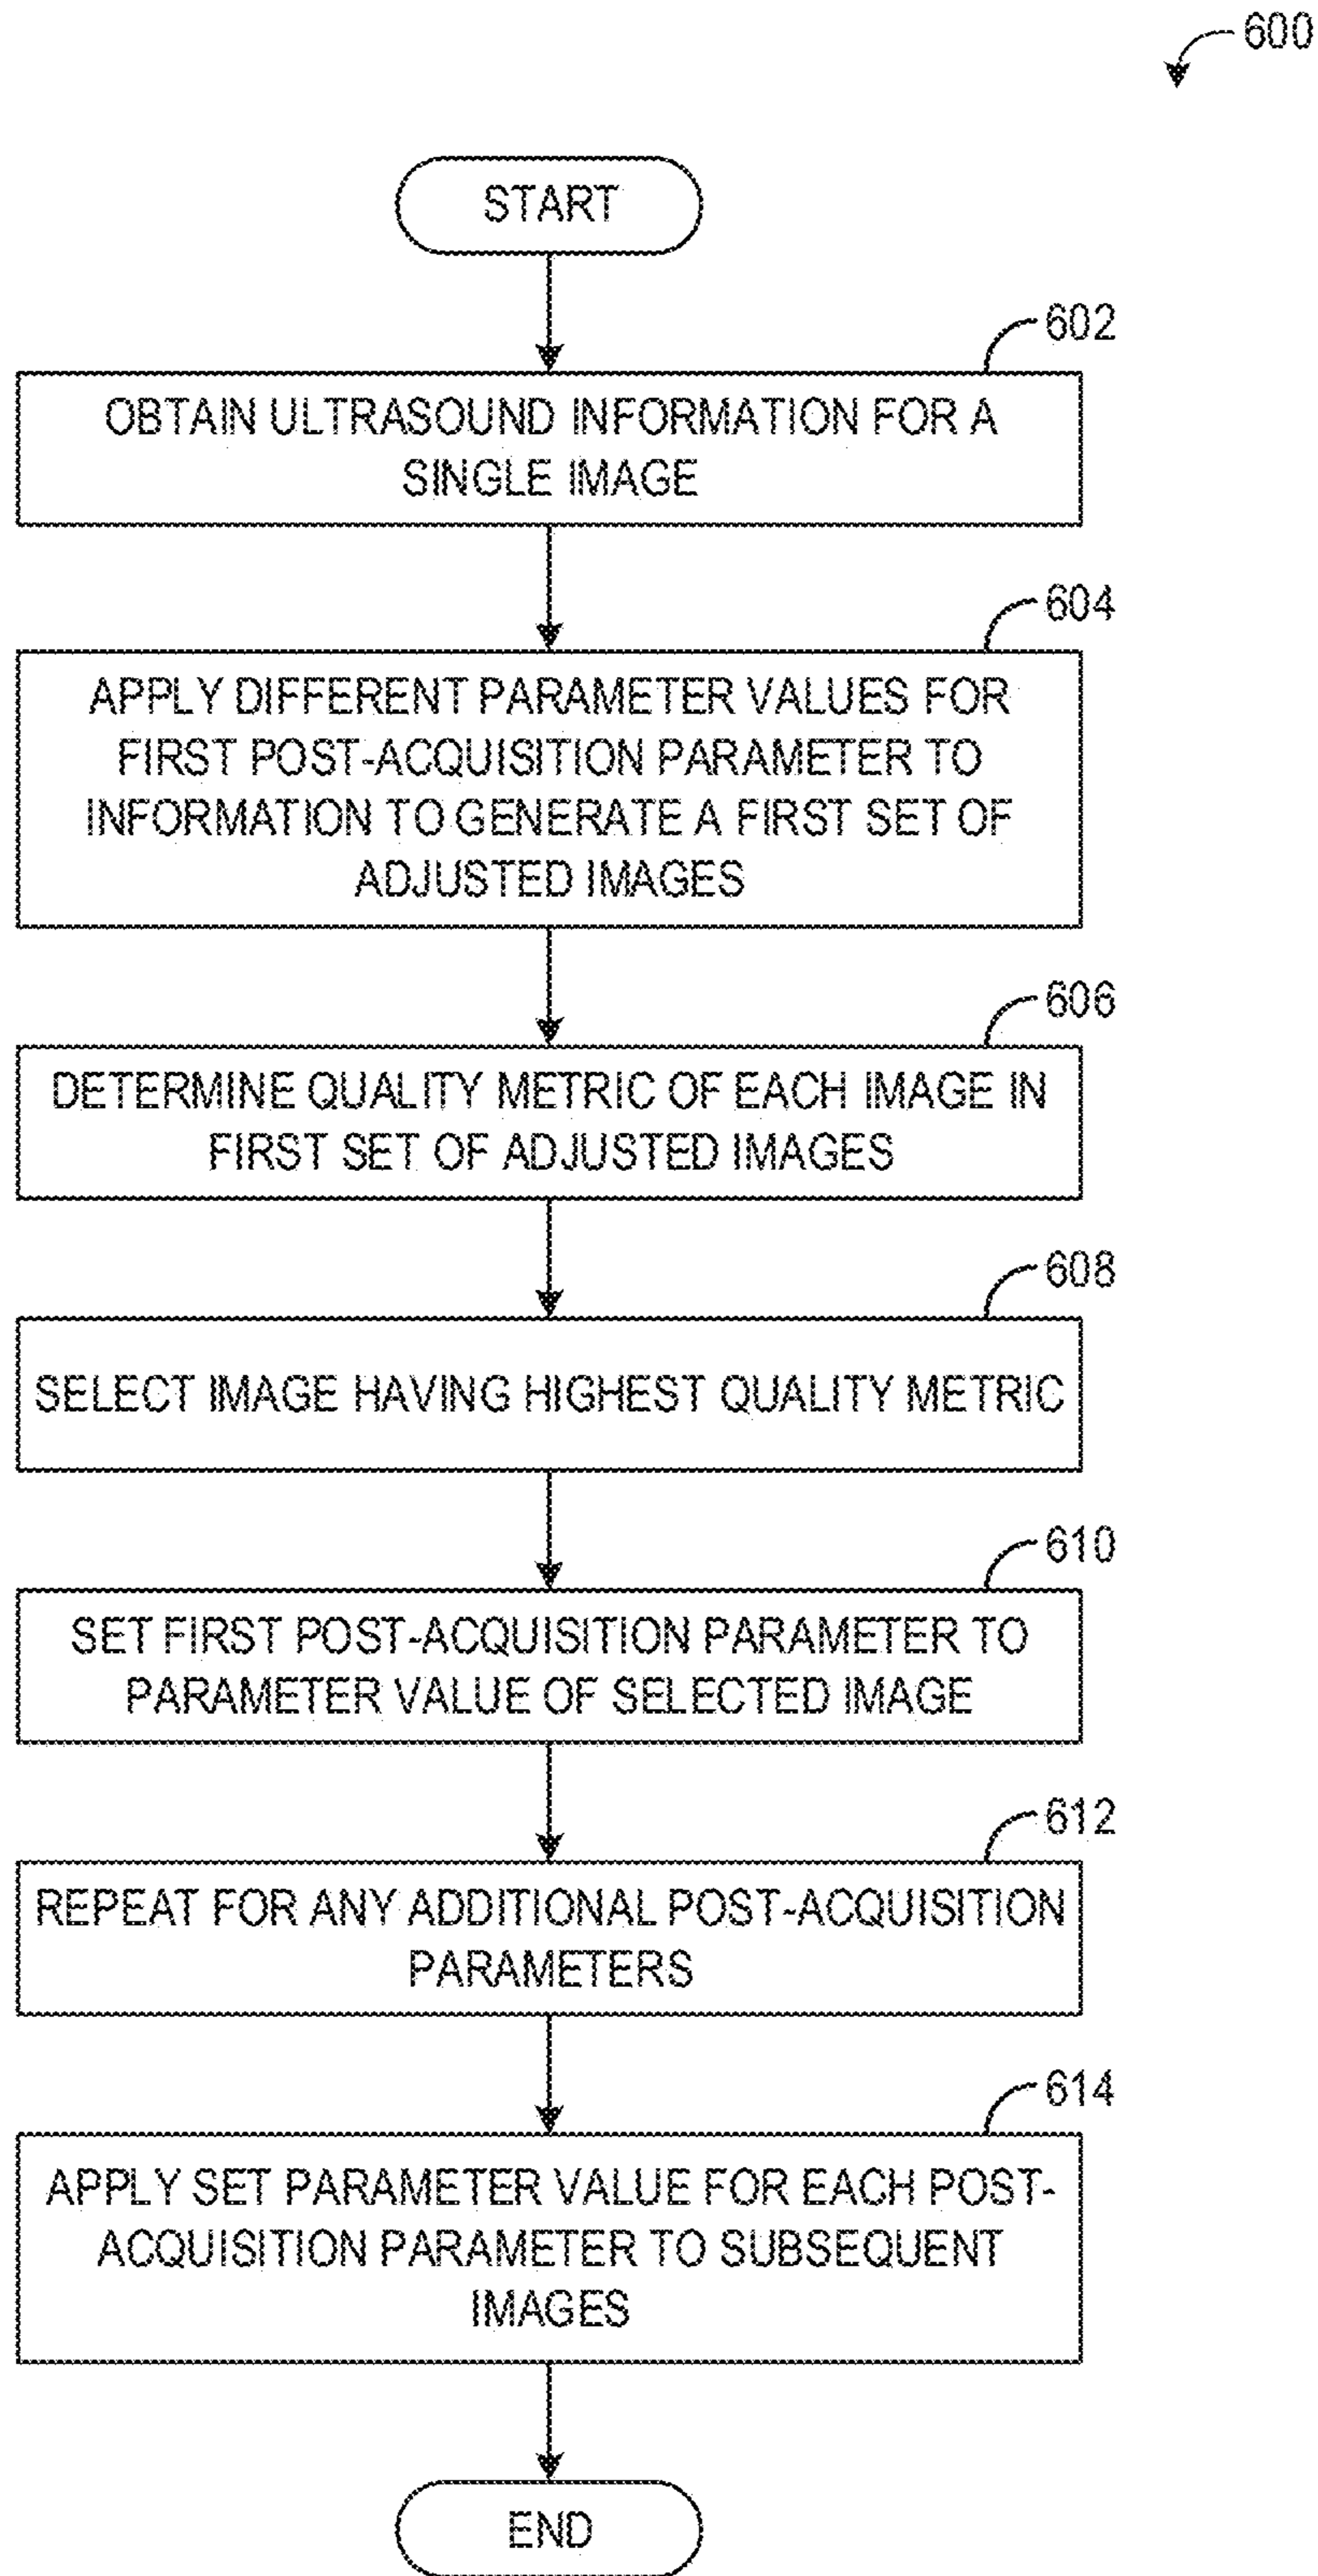 600
START
602
OBTAIN ULTRASOUND INFORMATION FOR A
SINGLE IMAGE
604
APPLY DIFFERENT PARAMETER VALUES FOR
FIRST POST-ACQUISITION PARAMETER TO
INFORMATION TO GENERATE A FIRST SET OF
ADJUSTED IMAGES
606
DETERMINE QUALITY METRIC OF EACH IMAGE IN
FIRST SET OF ADJUSTED IMAGES
608
SELECT IMAGE HAVING HIGHEST QUALITY METRIC
610
SET FIRST POST-ACQUISITION PARAMETER TO
PARAMETER VALUE OF SELECTED IMAGE
612
REPEAT FOR ANY ADDITIONAL POST-ACQUISITION
PARAMETERS
614
APPLY SET PARAMETER VALUE FOR EACH POST-
ACQUISITION PARAMETER TO SUBSEQUENT
IMAGES
END